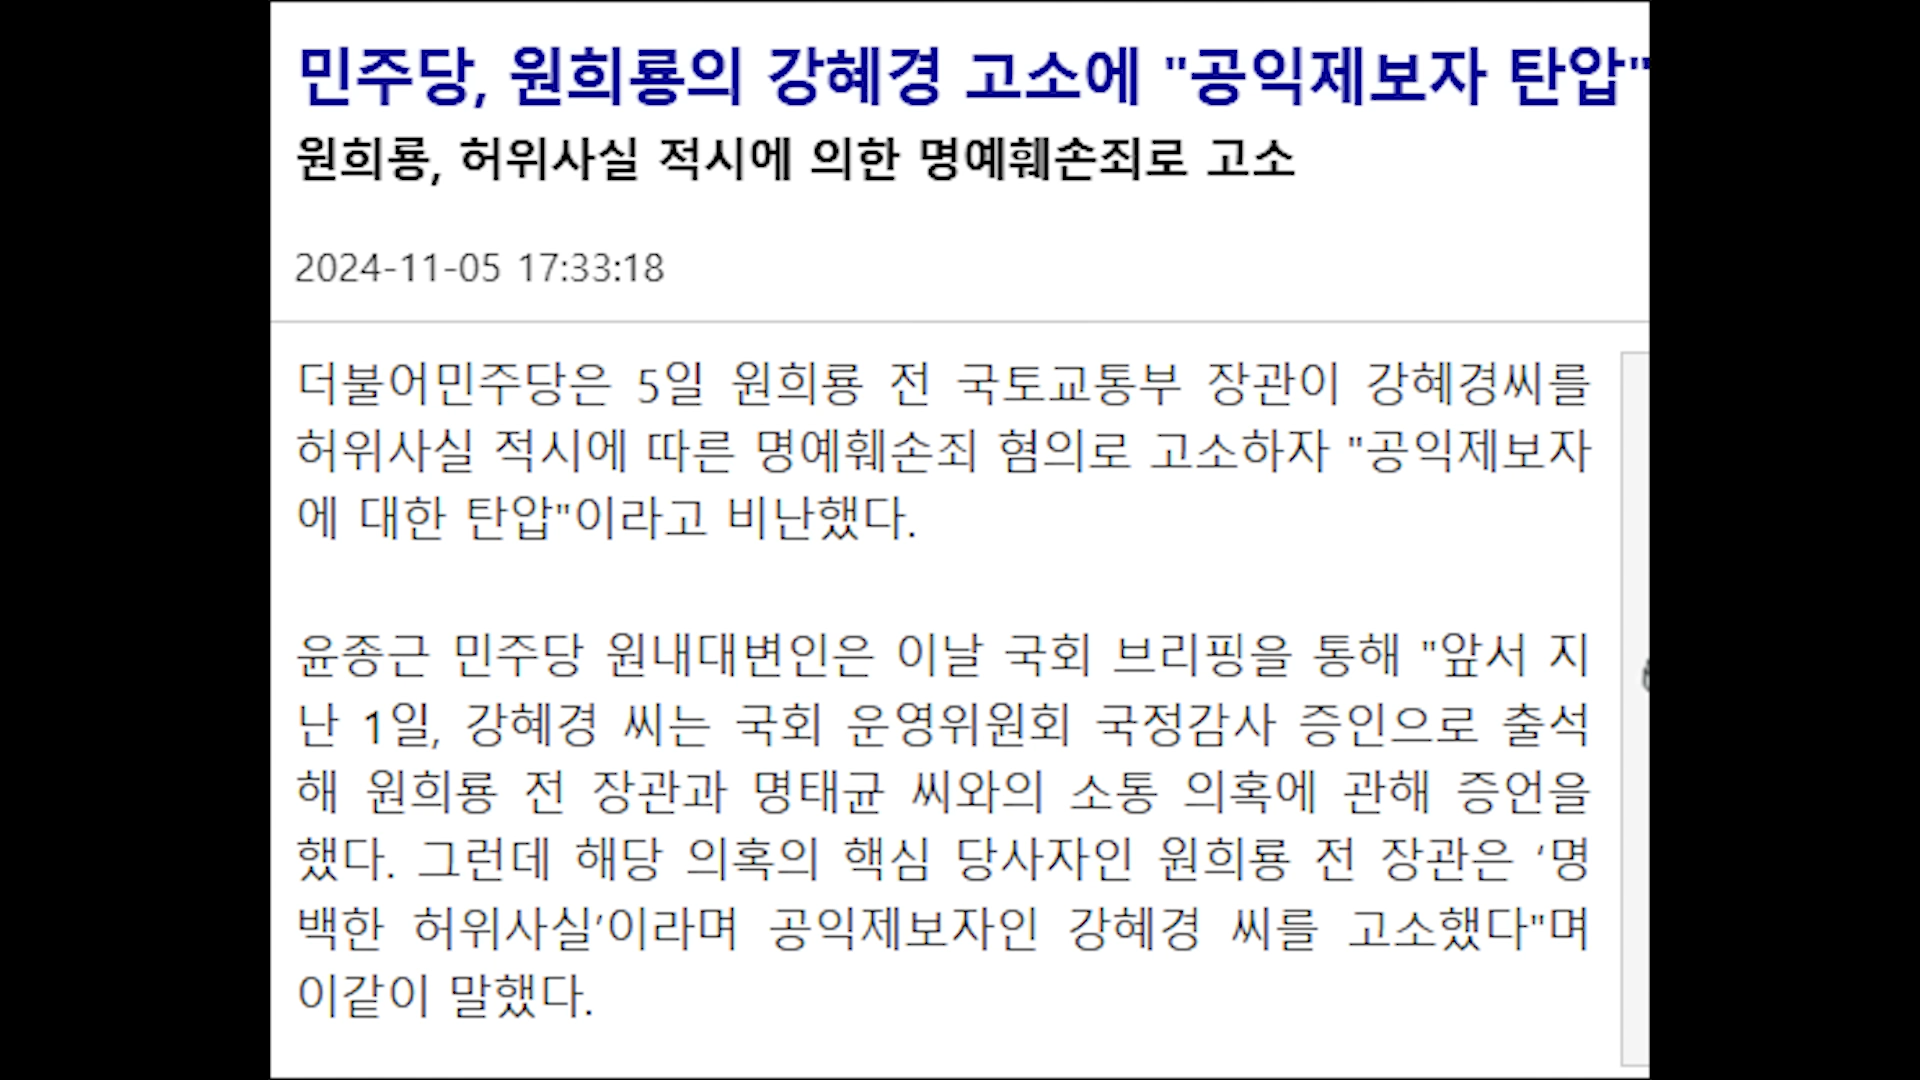 민주당, 원희룡의 강혜경 고소에 "공익제보자 탄압"
원희룡, 허위사실 적시에 의한 명예훼손죄로 고소
2024-11-05 17:33:18
더불어민주당은 5일 원희룡 전 국토교통부 장관이 강혜경씨를
허위사실 적시에 따른 명예훼손죄 혐의로 고소하자 "공익제보자
에 대한 탄압"이라고 비난했다.
윤종근 민주당 원내대변인은 이날 국회 브리핑을 통해 "앞서 지
난 1일, 강혜경 씨는 국회 운영위원회 국정감사 증인으로 출석
해 원희룡 전 장관과 명태균 씨와의 소통 의혹에 관해 증언을
했다. 그런데 해당 의혹의 핵심 당사자인 원희룡 전 장관은 ‘명
백한 허위사실’이라며 공익제보자인 강혜경 씨를 고소했다"며
이같이 말했다.